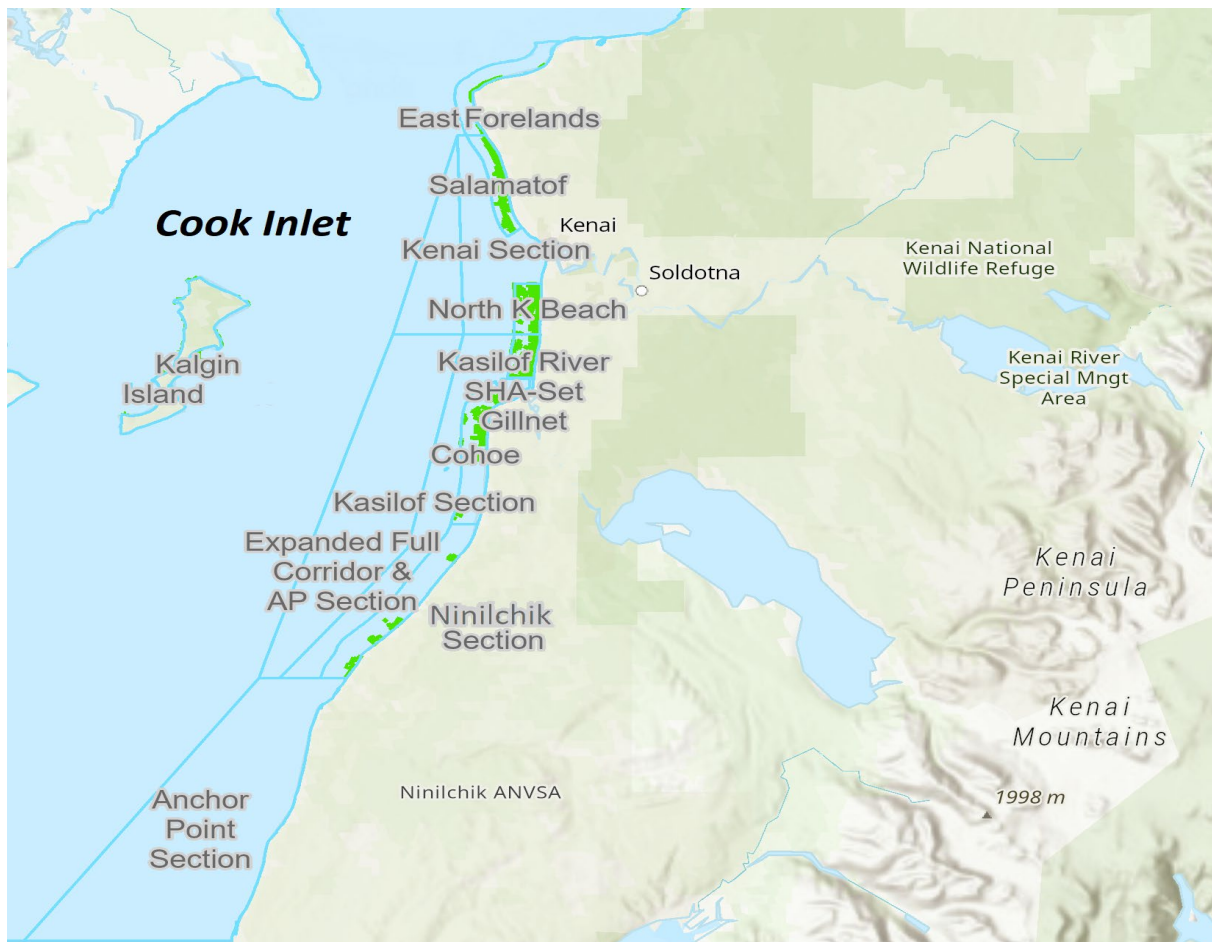 East Forelands
Salamatof
Cook Inlet
Kenai
Kenai Section
Kenai National
Wildlife Refuge
Soldotna
North K Beach
Kalgin
Island
Kasilof River
SHA-Set
Gillnet
Kenai River
Special Mngt
Area
Cohoe
Kasilof Section
Expanded Full
Corridor &
AP Section
Kenai
Peninsula
Ninilchik
Section
Kenai
Mountains
Ninilchik ANVSA
1998 m
Anchor
Point
Section